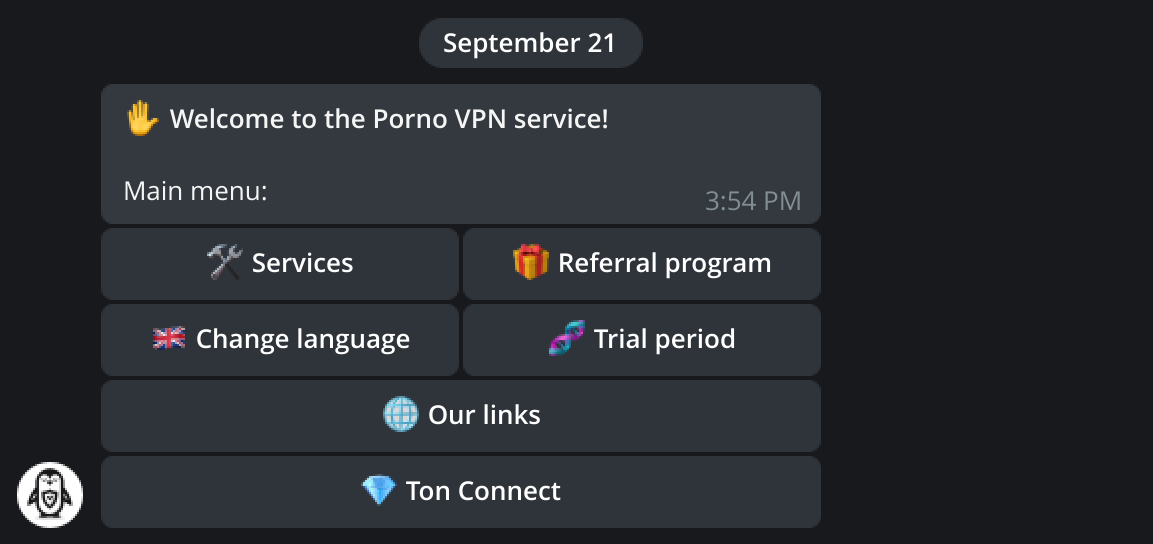 September 21
✋ Welcome to the Porno VPN service!
Main menu:
3:54 PM
🛠 Services
🎁 Referral program
🇬🇧 Change language
🧬 Trial period
🌐 Our links
💎 Ton Connect